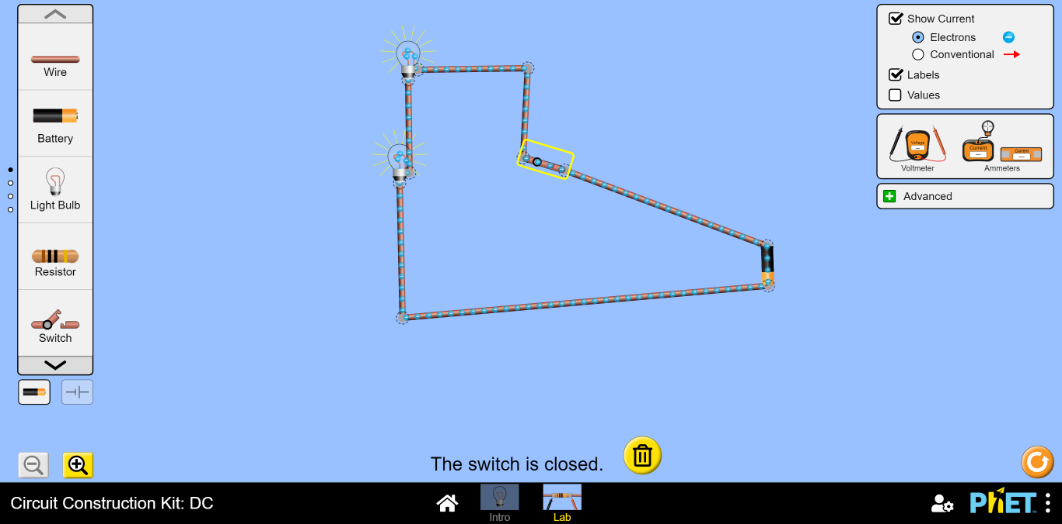 Wire
Battery
Light Bulb
Resistor
Switch
Show Current
Electrons
Conventional
Labels
Values
Voltmeter
Ammeters
Advanced
The switch is closed.
Circuit Construction Kit: DC
Intro
Lab
PhET